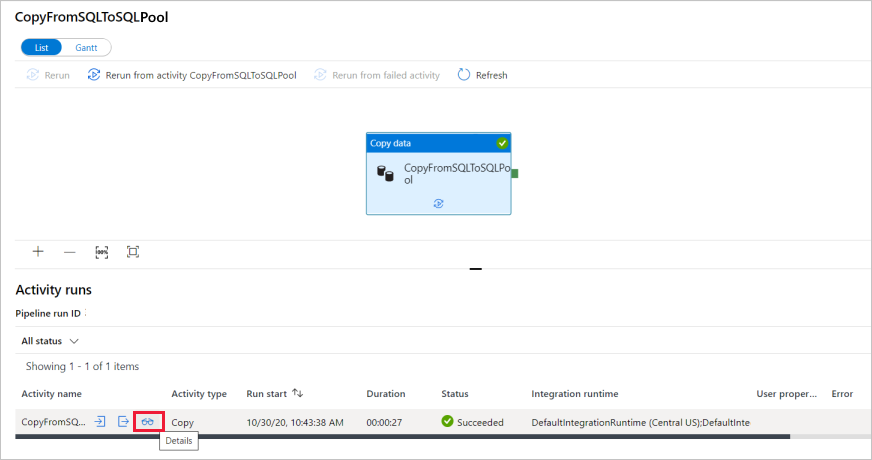 CopyFromSQLToSQLPool
List Gantt
Rerun Rerun from activity CopyFromSQLToSQLPool Rerun from failed activity Refresh
Copy data
CopyFromSQLToSQLPo
ol
100%
Activity runs
Pipeline run ID
All status
Showing 1 - 1 of 1 items
Activity name Activity type Run start Duration Status Integration runtime User proper... Error
CopyFromSQ... Copy 10/30/20, 10:43:38 AM 00:00:27 Succeeded DefaultIntegrationRuntime (Central US);DefaultInte
Details